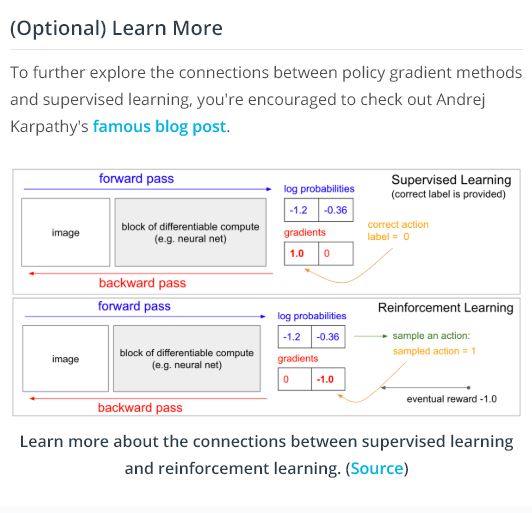 (Optional) Learn More
To further explore the connections between policy gradient methods
and supervised learning, you're encouraged to check out Andrej
Karpathy's famous blog post.
forward pass
Supervised Learning
(correct label is provided)
log probabilities
-1.2 -0.36
image
block of differentiable compute
(e.g. neural net)
gradients
1.0 0
correct action
label = 0
backward pass
forward pass
Reinforcement Learning
log probabilities
-1.2 -0.36
sample an action:
sampled action = 1
image
block of differentiable compute
(e.g. neural net)
gradients
0 -1.0
eventual reward -1.0
backward pass
Learn more about the connections between supervised learning
and reinforcement learning. (Source)